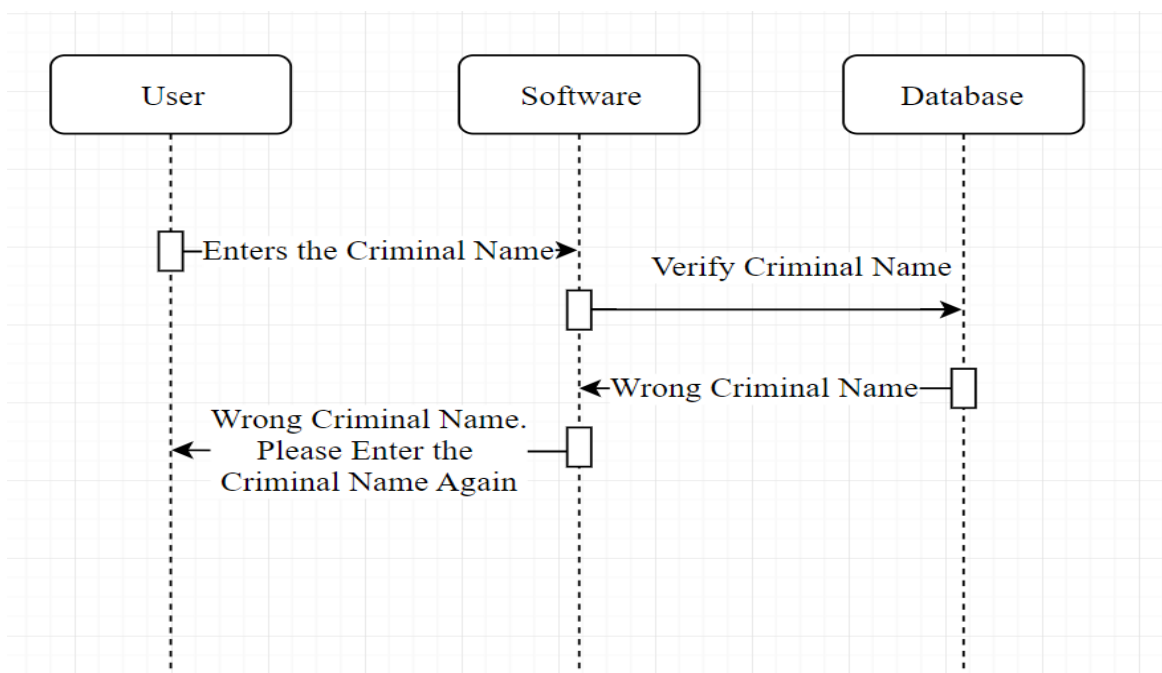 User
Software
Database
Enters the Criminal Name
Verify Criminal Name
Wrong Criminal Name
Wrong Criminal Name.
Please Enter the
Criminal Name Again